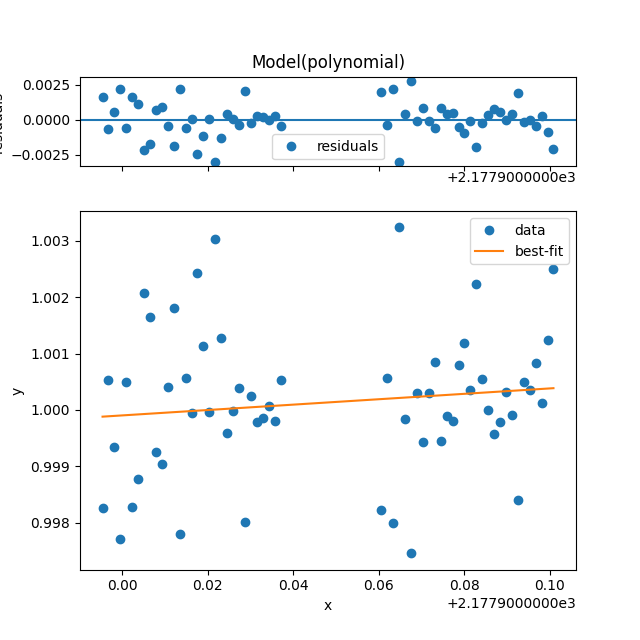 Model(polynomial)
0.0025
0.0000
−0.0025
residuals
+2.1779000000e3
1.003
1.002
1.001
1.000
0.999
0.998
y
data
best-fit
0.00 0.02 0.04 0.06 0.08 0.10
x
+2.1779000000e3